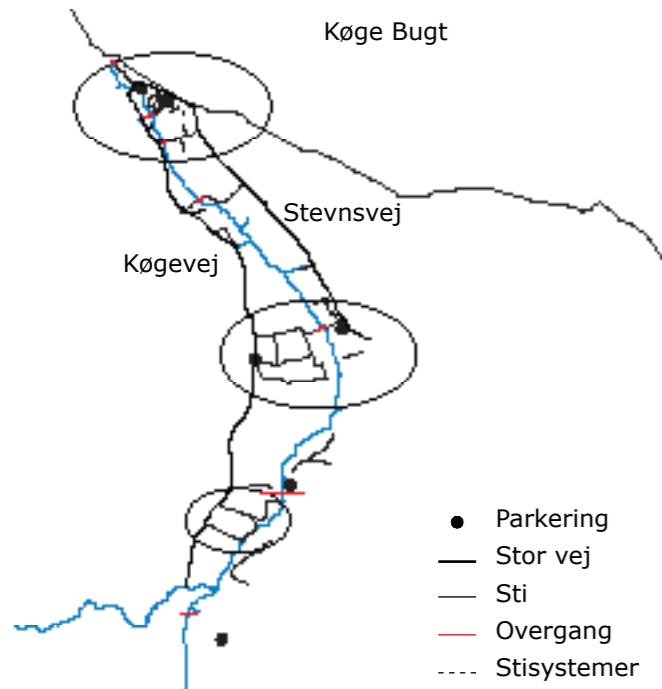 Køge Bugt
Stevnsvej
Køgevej
Parkering
Stor vej
Sti
Overgang
Stisystemer